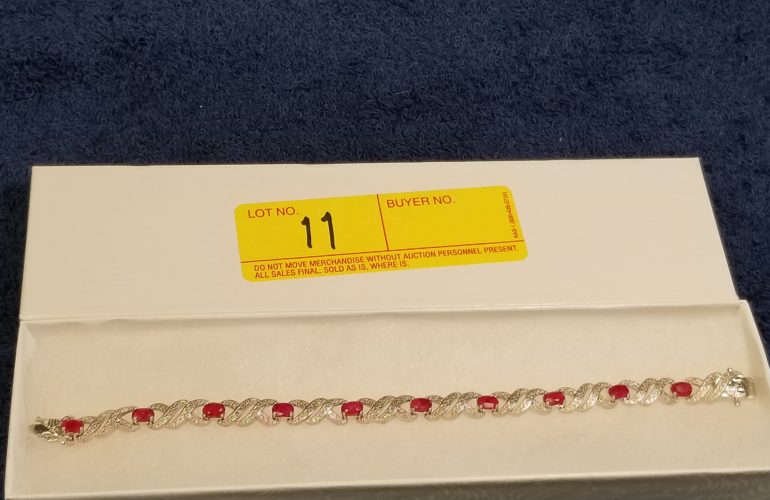 LOT NO.
11
BUYER NO.
DO NOT MOVE MERCHANDISE WITHOUT AUCTION PERSONNEL PRESENT.
ALL SALES FINAL. SOLD AS IS, WHERE IS.